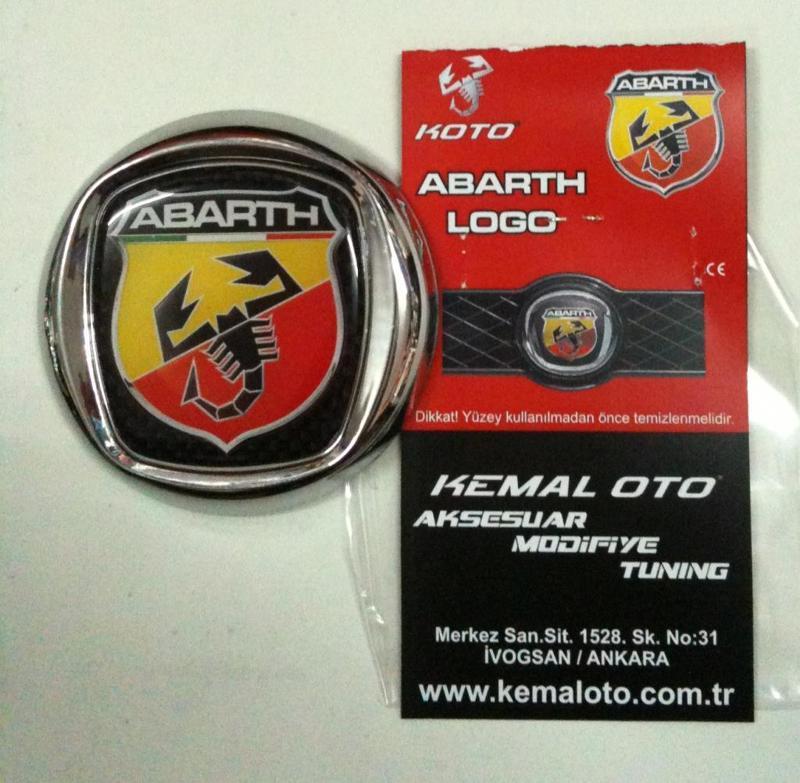 ABARTH
KOTO
ABARTH
ABARTH
LOGO
CE
ABARTH
Dikkat! Yüzey kullanılmadan önce temizlenmelidir.
KEMAL OTO
AKSESUAR
MODİFİYE
TUNING
Merkez San.Sit. 1528. Sk. No:31
İVOGSAN / ANKARA
www.kemaloto.com.tr